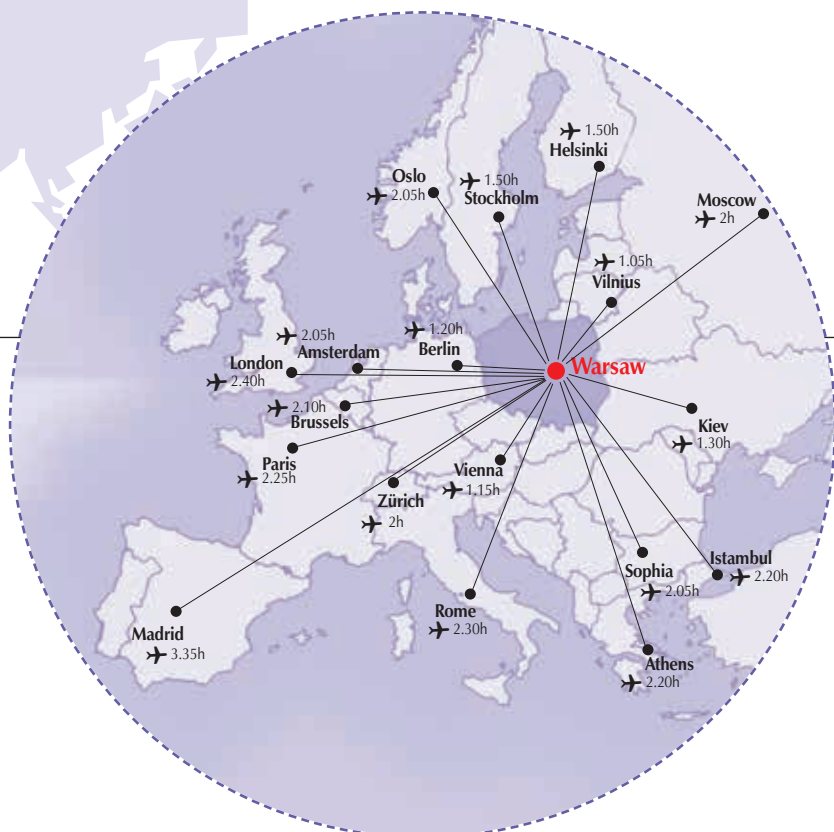 1.50h
Helsinki
Oslo
2.05h
1.50h
Stockholm
Moscow
2h
1.05h
Vilnius
2.05h
Amsterdam
1.20h
Berlin
London
2.40h
Warsaw
2.10h
Brussels
Kiev
1.30h
Paris
2.25h
Vienna
1.15h
Zürich
2h
Sophia
2.05h
Istambul
2.20h
Rome
2.30h
Madrid
3.35h
Athens
2.20h